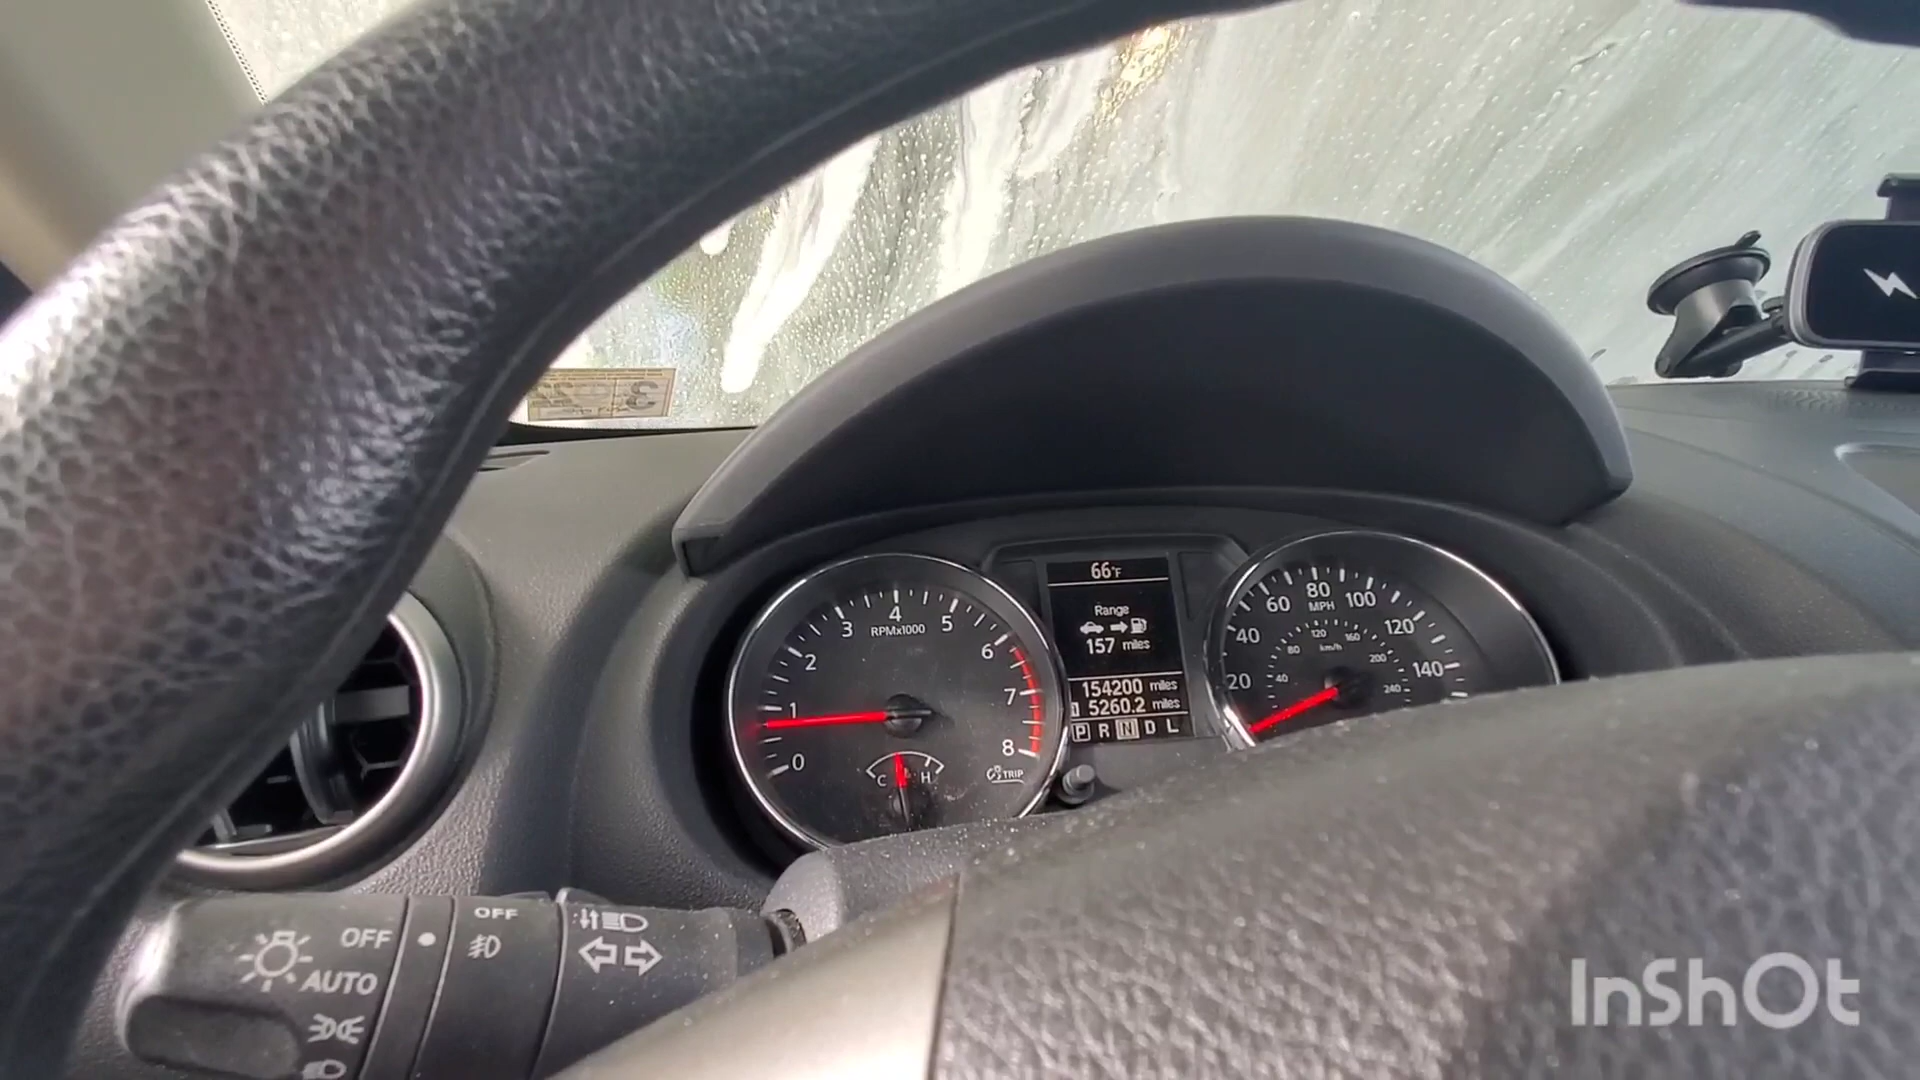 66°F
Range
157 miles
154200 miles
5260.2 miles
P R N D L
0
1
2
3
4
5
6
7
8
RPMx1000
C H
TRIP
20
40
60
80
100
120
140
MPH
40
80
120
160
200
240
km/h
OFF
AUTO
OFF
3
InShOt